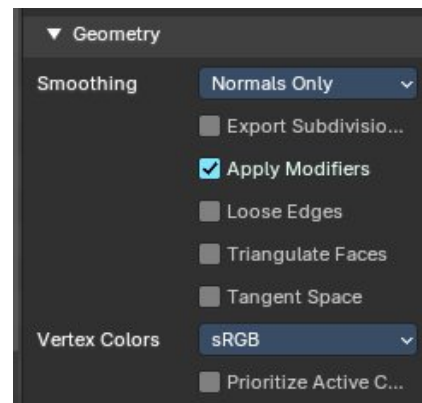 Geometry
Smoothing Normals Only
Export Subdivisio...
Apply Modifiers
Loose Edges
Triangulate Faces
Tangent Space
Vertex Colors sRGB
Prioritize Active C...